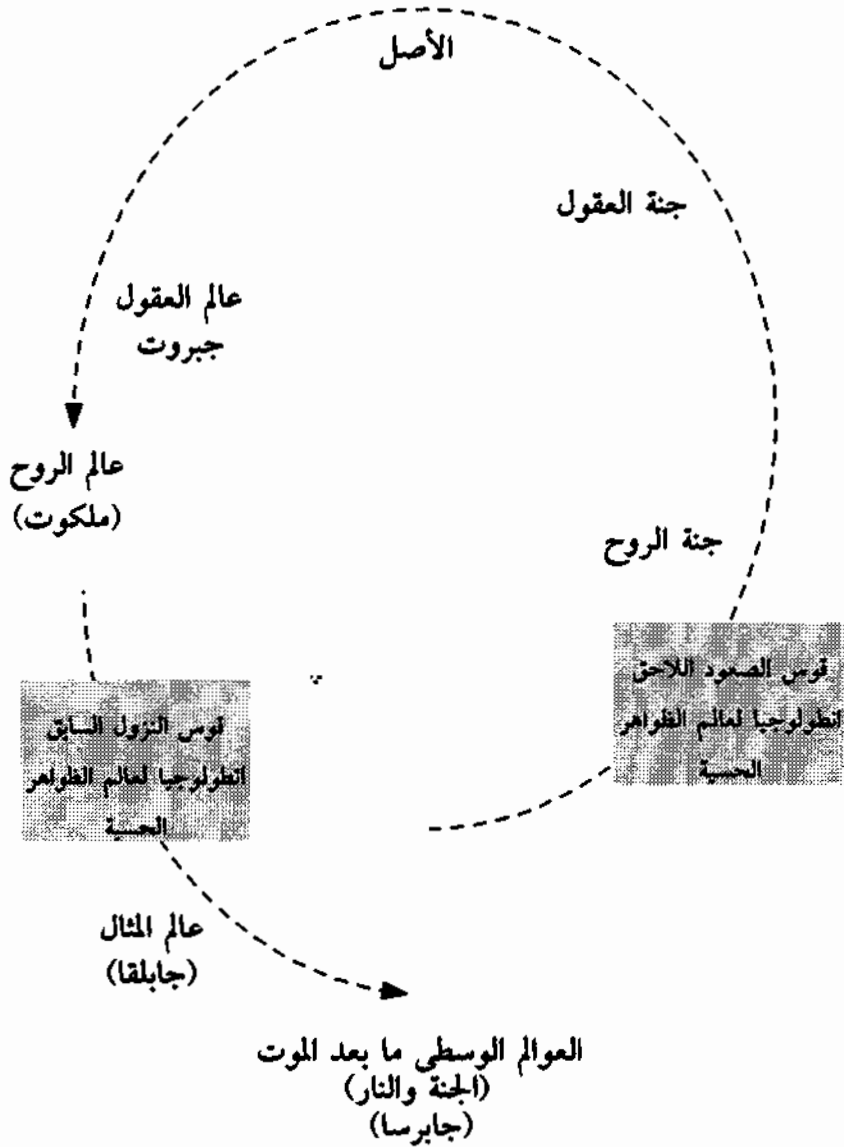 الأصل
جنة العقول
عالم العقول
جبروت
عالم الروح
(ملكوت)
جنة الروح
قوس الصعود اللاحق
انطولوجيا لعالم الظواهر
الحسية
قوس النزول السابق
انطولوجيا لعالم الظواهر
الحسية
عالم المثال
(جابلقا)
العوالم الوسطى ما بعد الموت
(الجنة والنار)
(جابرسا)